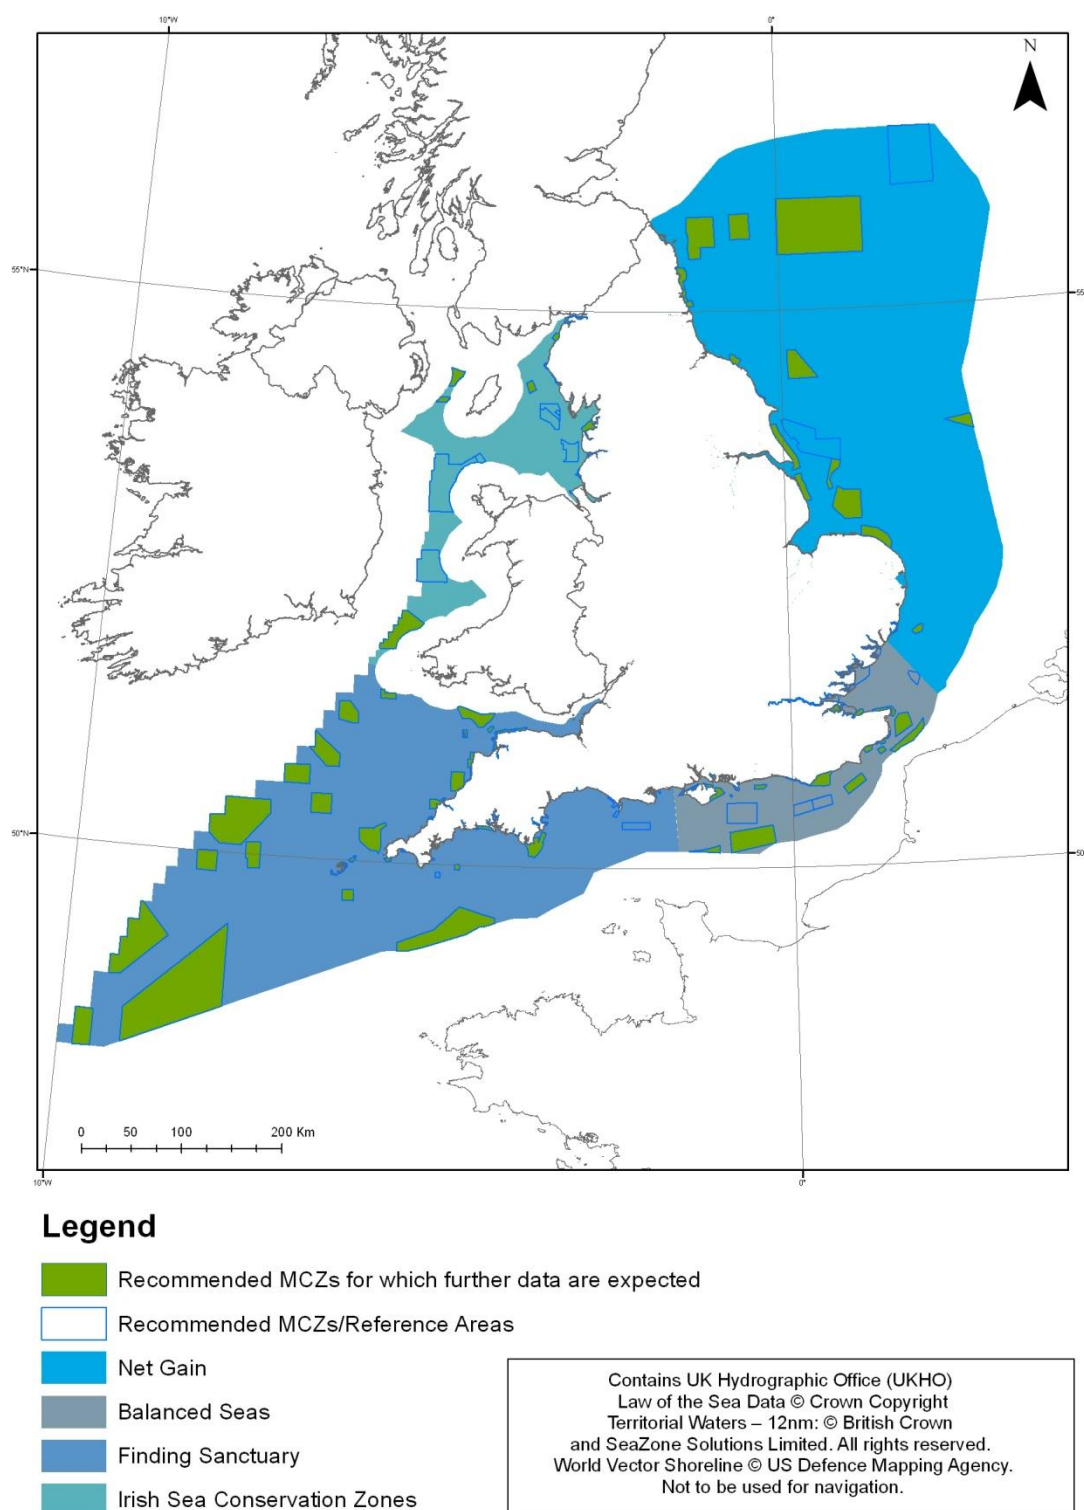 10°W
0°
N
55°N
55
50°N
50
0 50 100 200 Km
10°W
0°
Legend
Recommended MCZs for which further data are expected
Recommended MCZs/Reference Areas
Net Gain
Balanced Seas
Finding Sanctuary
Irish Sea Conservation Zones
Contains UK Hydrographic Office (UKHO)
Law of the Sea Data © Crown Copyright
Territorial Waters – 12nm: © British Crown
and SeaZone Solutions Limited. All rights reserved.
World Vector Shoreline © US Defence Mapping Agency.
Not to be used for navigation.